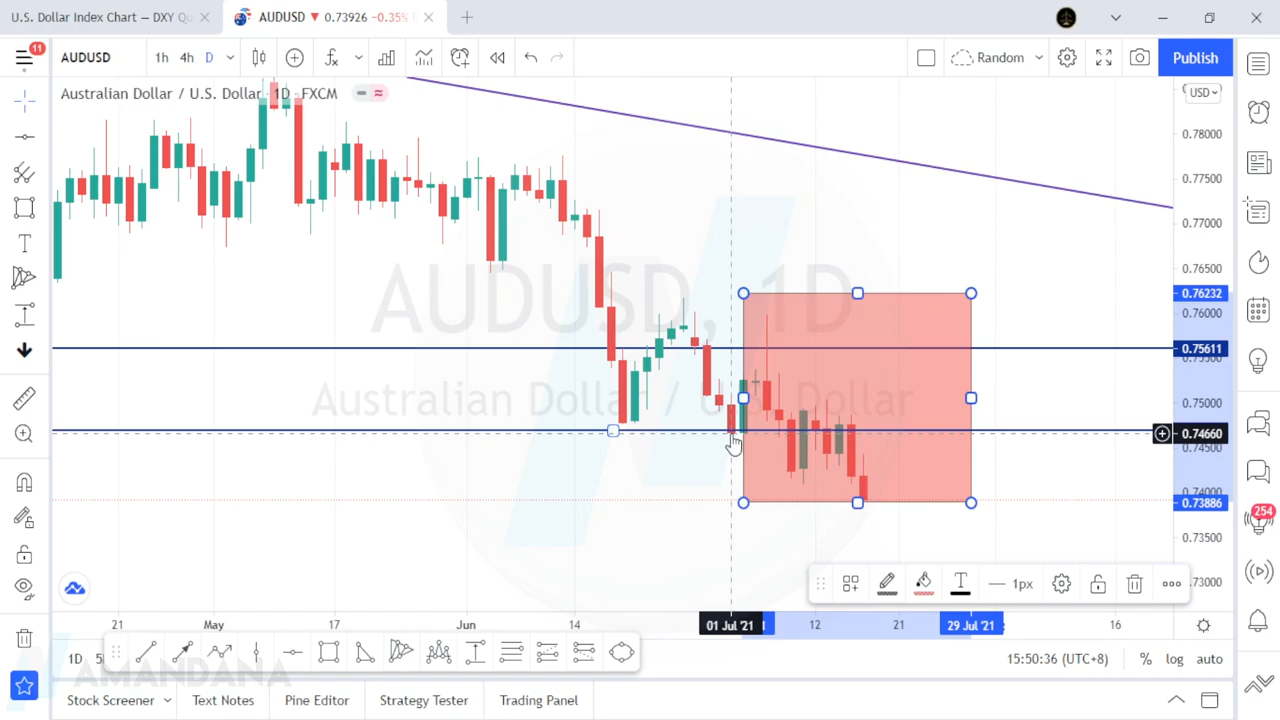 U.S. Dollar Index Chart — DXY Qu
AUDUSD ▼ 0.73926 −0.35%
11
AUDUSD
1h 4h D
Random
Publish
Australian Dollar / U.S. Dollar · 1D · FXCM
USD
0.78000
0.77500
0.77000
0.76500
0.76232
0.76000
0.75611
0.75500
0.75000
0.74660
0.74500
0.74000
0.73886
0.73500
0.73000
AUDUSD, 1D
Australian Dollar / U.S. Dollar
254
1px
21 May 17 Jun 14 01 Jul '21 12 21 29 Jul '21 16
1D
15:50:36 (UTC+8) % log auto
AMANDANA
Stock Screener Text Notes Pine Editor Strategy Tester Trading Panel